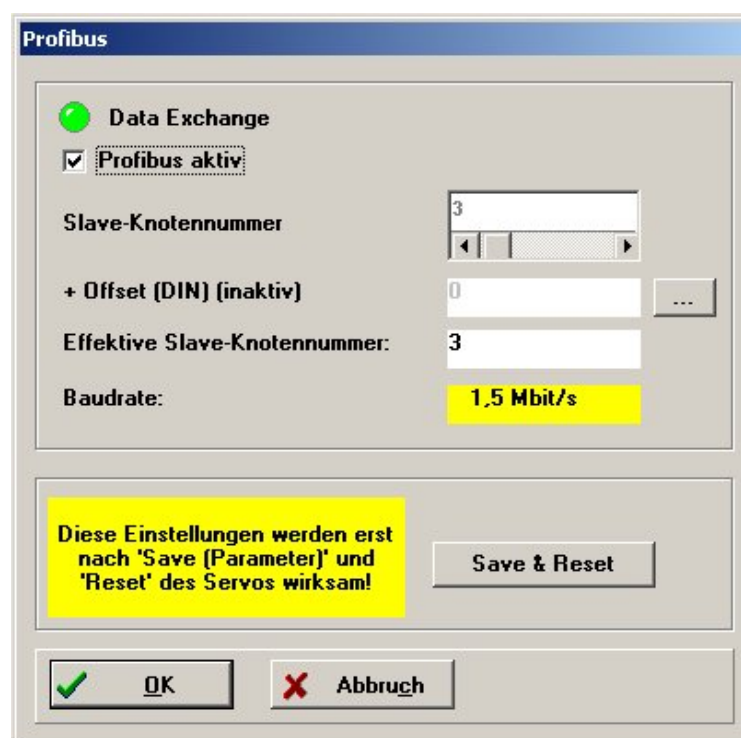 Profibus
Data Exchange
Profibus aktiv
Slave-Knotennummer
3
+ Offset (DIN) (inaktiv)
0
...
Effektive Slave-Knotennummer:
3
Baudrate:
1,5 Mbit/s
Diese Einstellungen werden erst
nach 'Save (Parameter)' und
'Reset' des Servos wirksam!
Save & Reset
OK
Abbruch